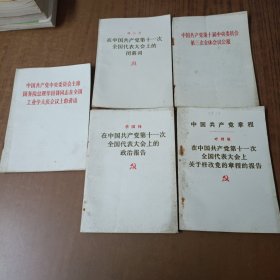 中国共产党中央委员会主席
国务院总理华国锋同志在全国
工业学大庆会议上的讲话
在中国共产党第十一次
全国代表大会上的
闭幕词
中国共产党第十届中央委员会
第三次全体会议公报
华国锋
在中国共产党第十一次
全国代表大会上的
政治报告
中国共产党章程
叶剑英
在中国共产党第十一次
全国代表大会上
关于修改党的章程的报告